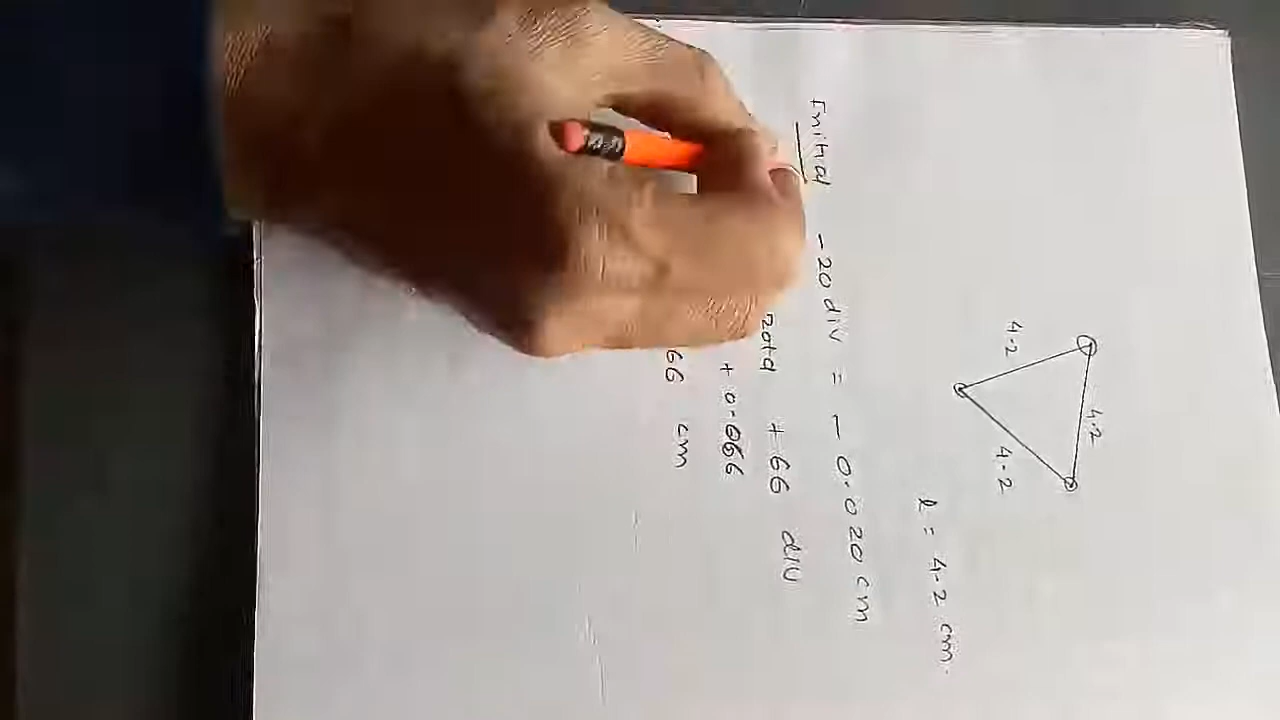 4.2
4.2
4.2
l = 4.2 cm.
Initial -20 div = - 0.020 cm
+ 66 div
+ 0.066
66 cm